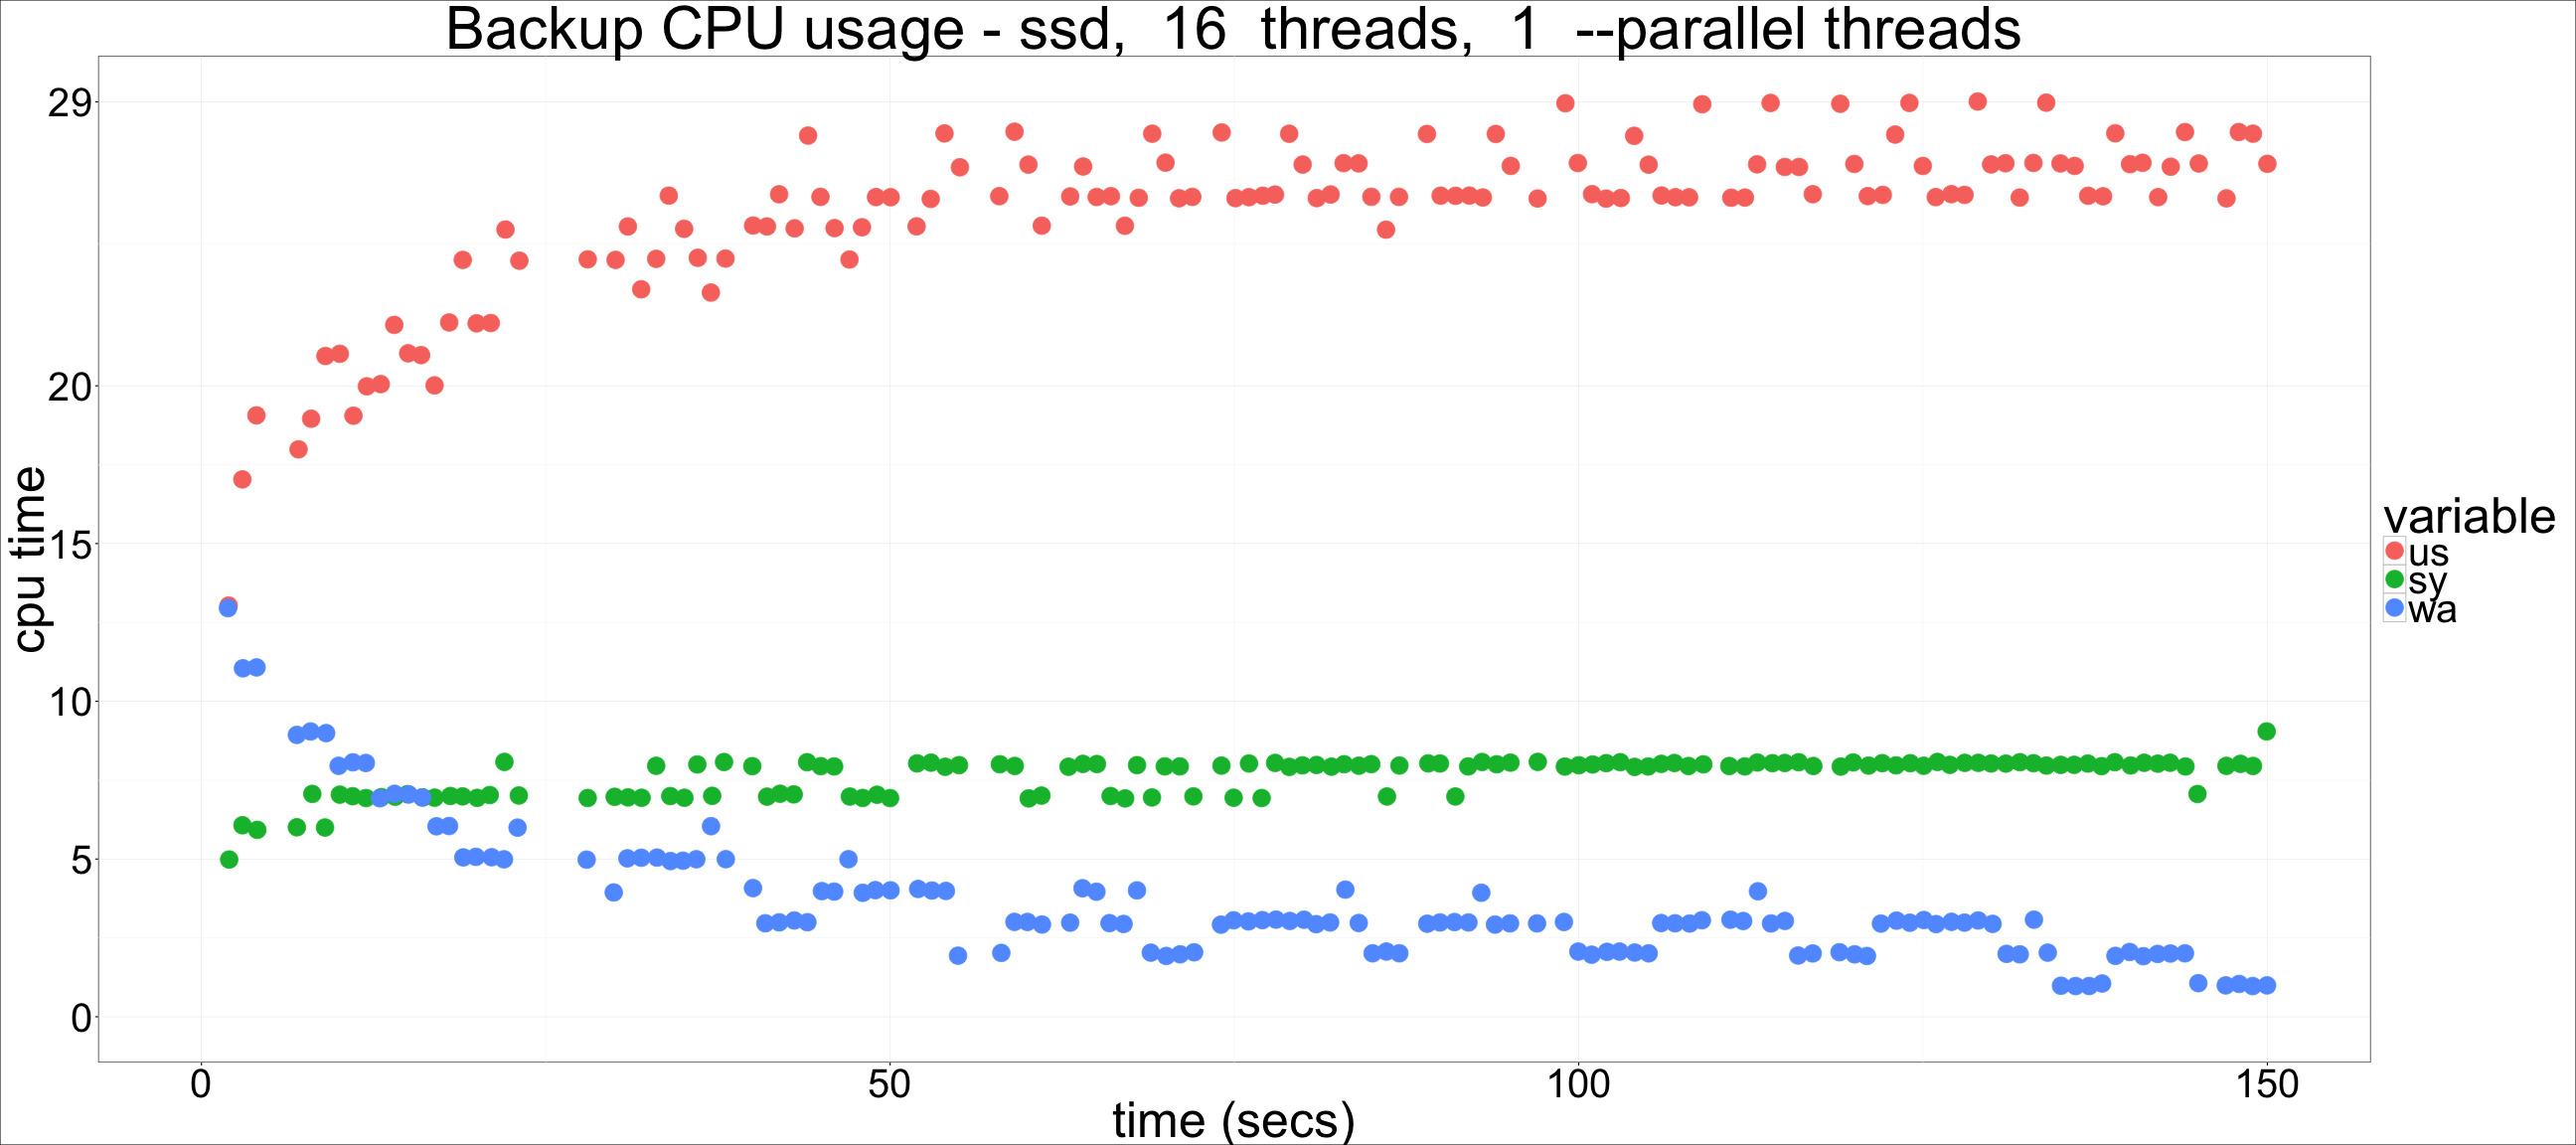 Backup CPU usage - ssd, 16 threads, 1 --parallel threads
29
20
15
10
5
0
cpu time
0 50 100 150
time (secs)
variable
us
sy
wa